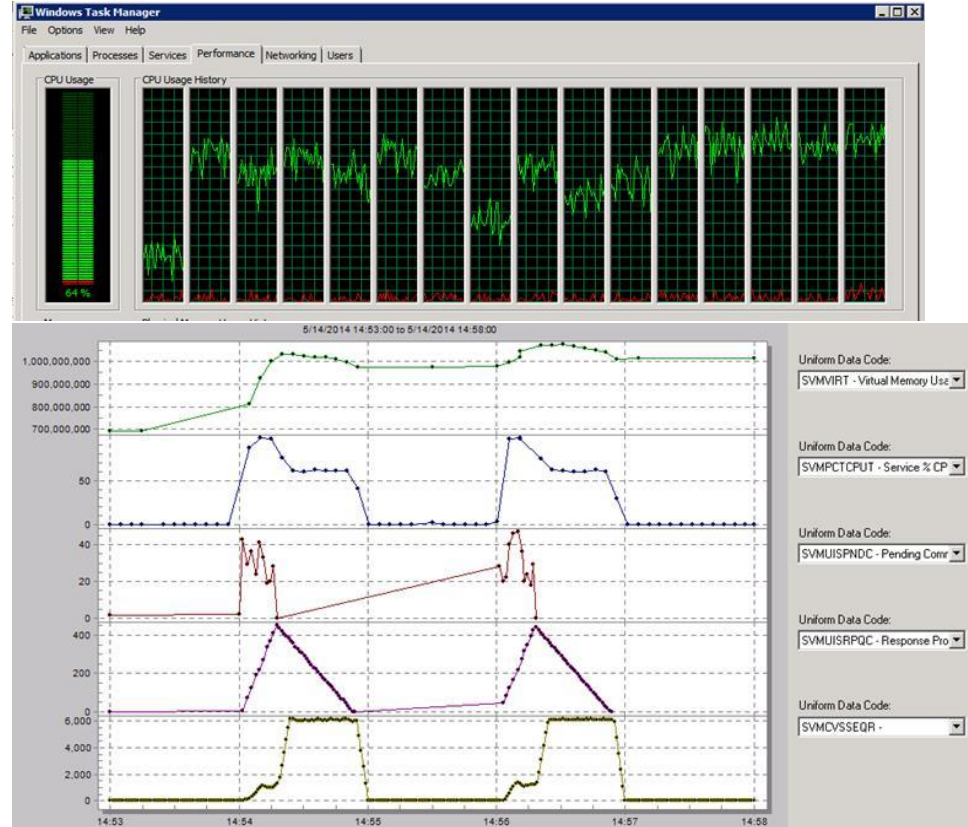 Windows Task Manager
File Options View Help
Applications Processes Services Performance Networking Users
CPU Usage CPU Usage History
64 %
5/14/2014 14:53:00 to 5/14/2014 14:58:00
1,000,000,000
900,000,000
800,000,000
700,000,000
50
0
40
20
0
400
200
0
6,000
4,000
2,000
0
14:53 14:54 14:55 14:56 14:57 14:58
Uniform Data Code:
SVMVIRT - Virtual Memory Usa
Uniform Data Code:
SVMPCTCPUT - Service % CP
Uniform Data Code:
SVMUISPNDC - Pending Comr
Uniform Data Code:
SVMUISRPQC - Response Pro
Uniform Data Code:
SVMCVSSEQR -